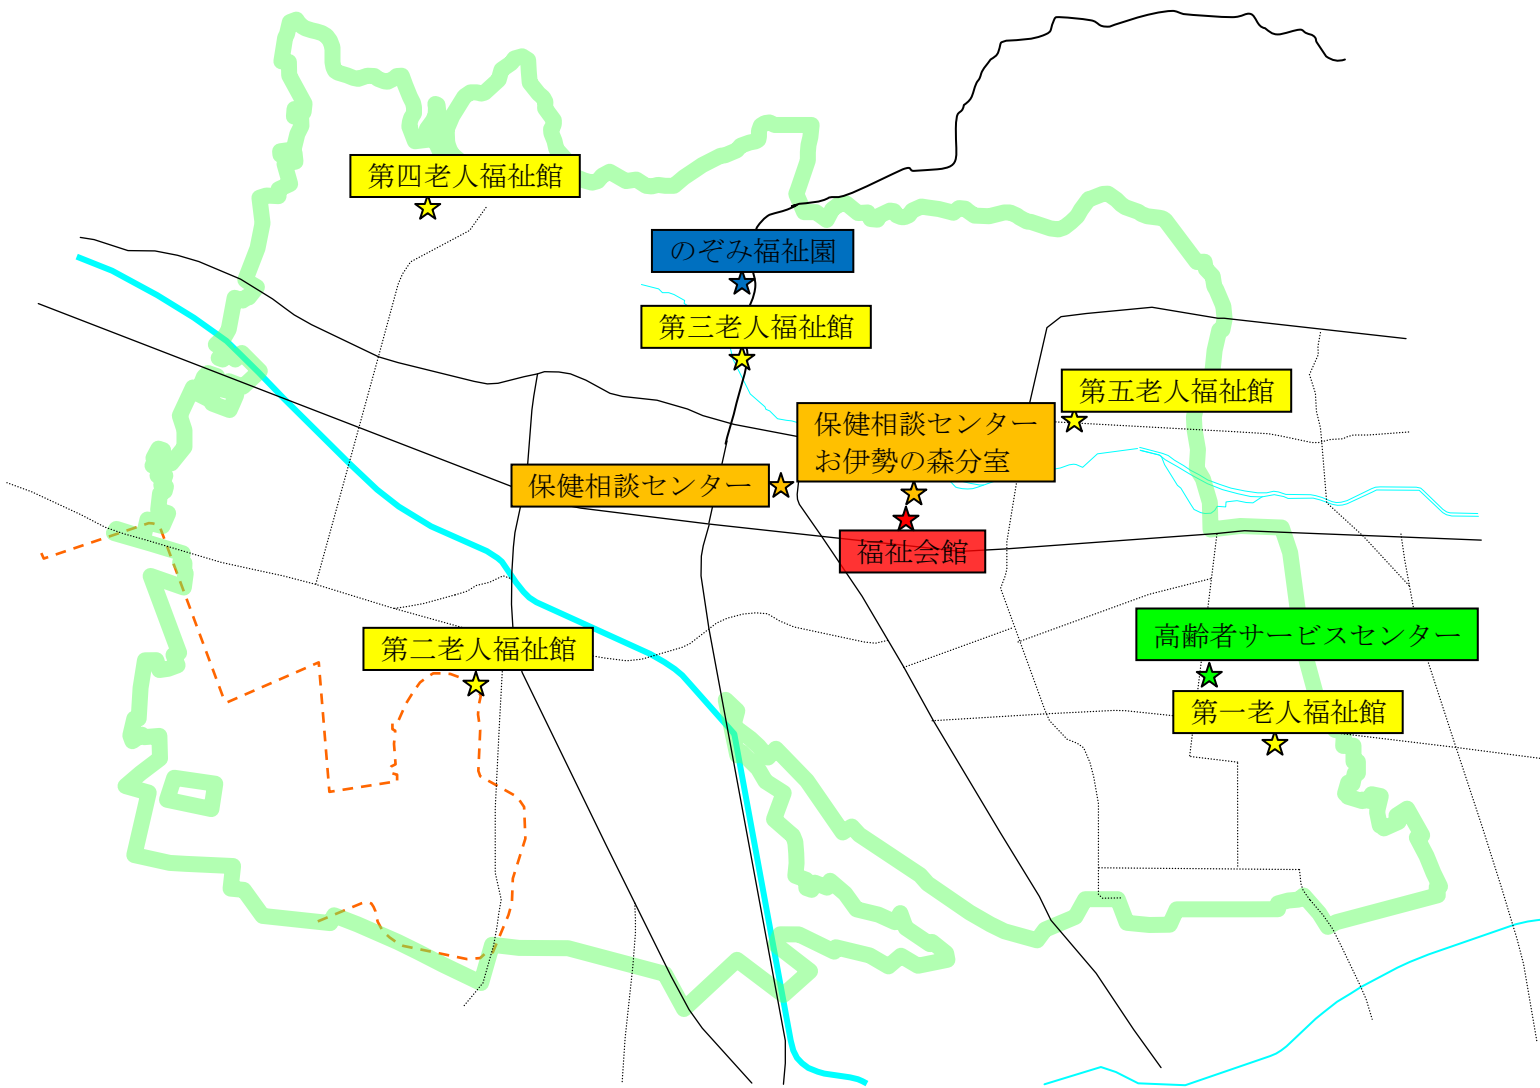 第四老人福祉館
のぞみ福祉園
第三老人福祉館
第五老人福祉館
保健相談センター
お伊勢の森分室
保健相談センター
福祉会館
高齢者サービスセンター
第二老人福祉館
第一老人福祉館